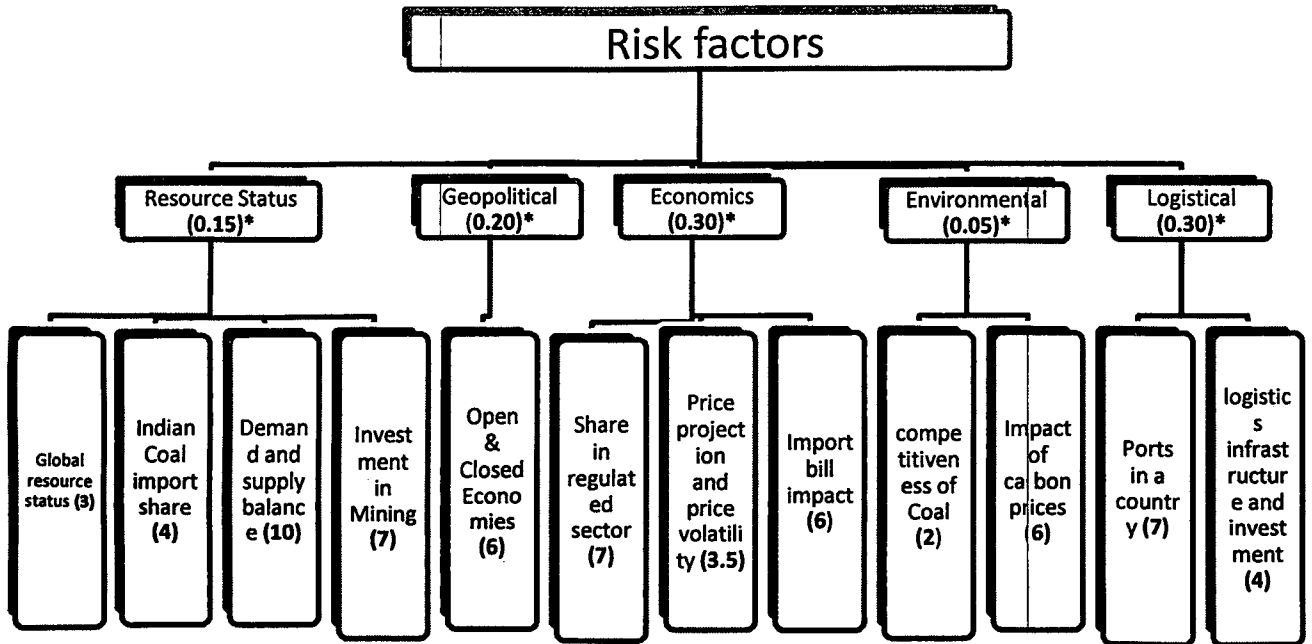 Risk factors
Resource Status
(0.15)*
Geopolitical
(0.20)*
Economics
(0.30)*
Environmental
(0.05)*
Logistical
(0.30)*
Global
resource
status (3)
Indian
Coal
import
share
(4)
Deman
d and
supply
balanc
e (10)
Invest
ment
in
Mining
(7)
Open
&
Closed
Econo
mies
(6)
Share
in
regulat
ed
sector
(7)
Price
project
ion
and
price
volatili
ty (3.5)
Import
bill
impact
(6)
compe
titiven
ess of
Coal
(2)
Impact
of
carbon
prices
(6)
Ports
in a
countr
y (7)
logistic
s
infrast
ructur
e and
invest
ment
(4)